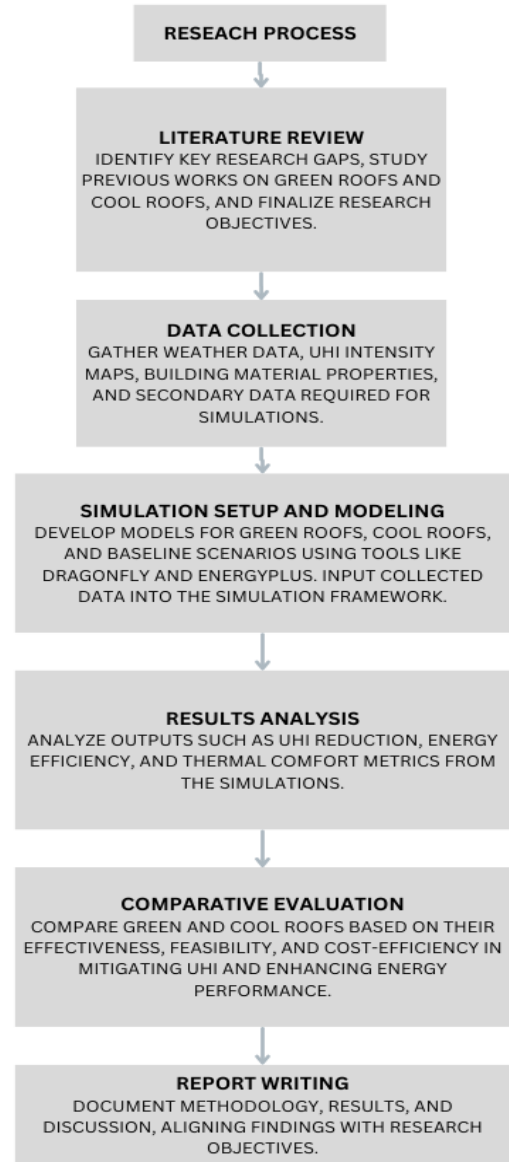 RESEACH PROCESS
LITERATURE REVIEW
IDENTIFY KEY RESEARCH GAPS, STUDY
PREVIOUS WORKS ON GREEN ROOFS AND
COOL ROOFS, AND FINALIZE RESEARCH
OBJECTIVES.
DATA COLLECTION
GATHER WEATHER DATA, UHI INTENSITY
MAPS, BUILDING MATERIAL PROPERTIES,
AND SECONDARY DATA REQUIRED FOR
SIMULATIONS.
SIMULATION SETUP AND MODELING
DEVELOP MODELS FOR GREEN ROOFS, COOL ROOFS,
AND BASELINE SCENARIOS USING TOOLS LIKE
DRAGONFLY AND ENERGYPLUS. INPUT COLLECTED
DATA INTO THE SIMULATION FRAMEWORK.
RESULTS ANALYSIS
ANALYZE OUTPUTS SUCH AS UHI REDUCTION, ENERGY
EFFICIENCY, AND THERMAL COMFORT METRICS FROM
THE SIMULATIONS.
COMPARATIVE EVALUATION
COMPARE GREEN AND COOL ROOFS BASED ON THEIR
EFFECTIVENESS, FEASIBILITY, AND COST-EFFICIENCY IN
MITIGATING UHI AND ENHANCING ENERGY
PERFORMANCE.
REPORT WRITING
DOCUMENT METHODOLOGY, RESULTS, AND
DISCUSSION, ALIGNING FINDINGS WITH RESEARCH
OBJECTIVES.